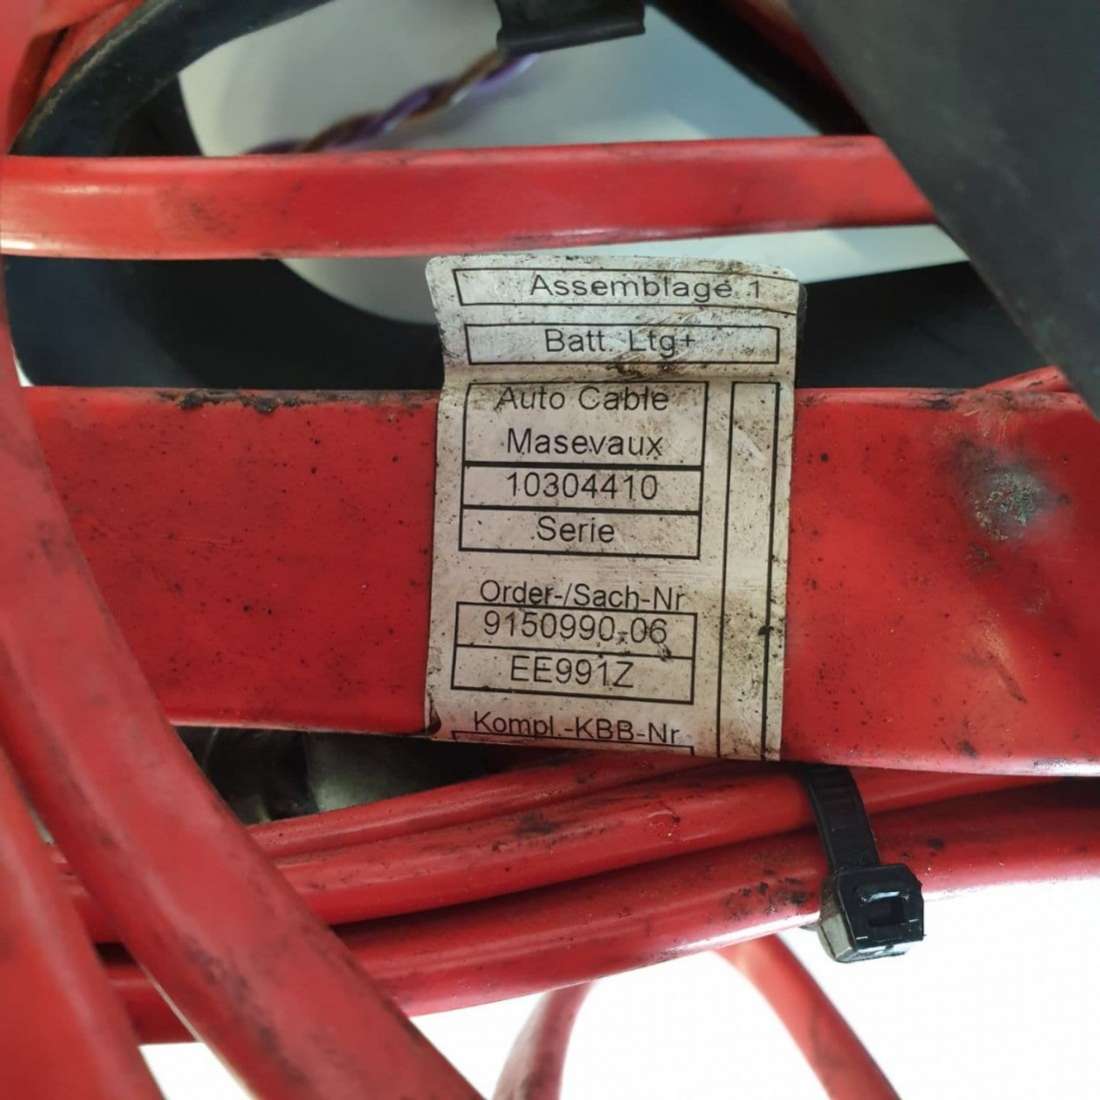 Assemblage 1
Batt. Ltg+
Auto Cable
Masevaux
10304410
Serie
Order-/Sach-Nr
9150990-06
EE991Z
Kompl.-KBB-Nr